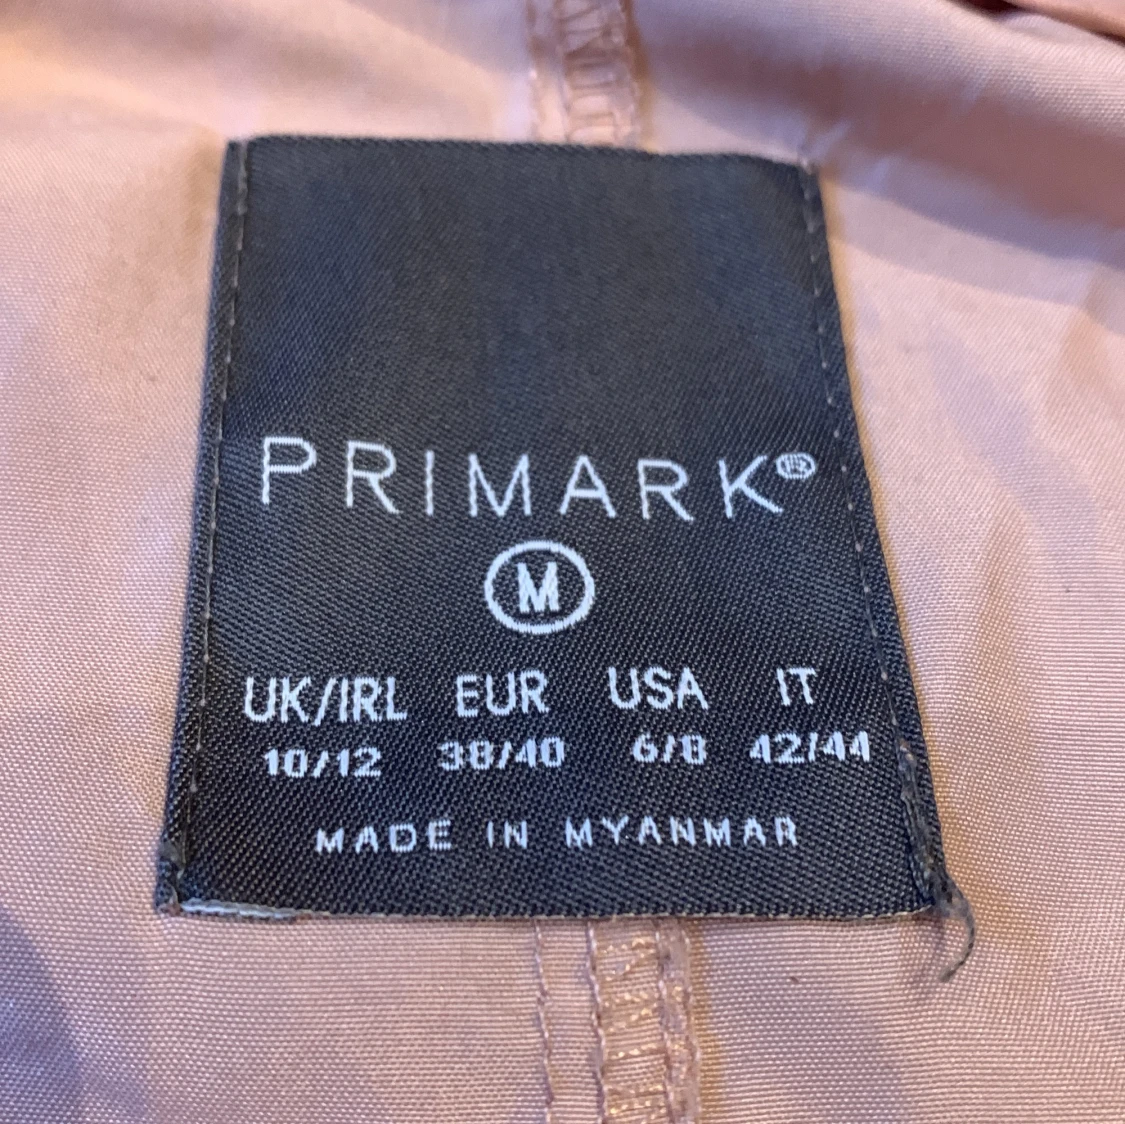 PRIMARK®
M
UK/IRL EUR USA IT
10/12 38/40 6/8 42/44
MADE IN MYANMAR